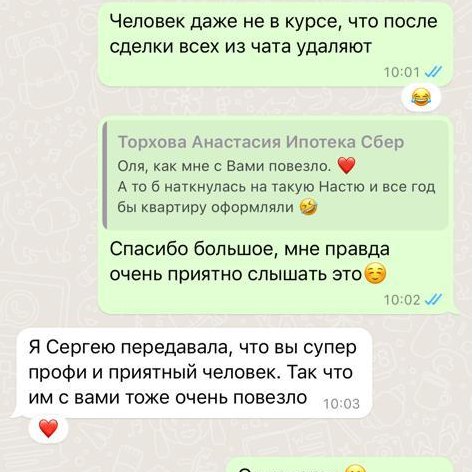 Человек даже не в курсе, что после
сделки всех из чата удаляют
10:01
Торхова Анастасия Ипотека Сбер
Оля, как мне с Вами повезло. ❤️
А то б наткнулась на такую Настю и все год
бы квартиру оформляли 🤣
Спасибо большое, мне правда
очень приятно слышать это☺️
10:02
Я Сергею передавала, что вы супер
профи и приятный человек. Так что
им с вами тоже очень повезло 10:03